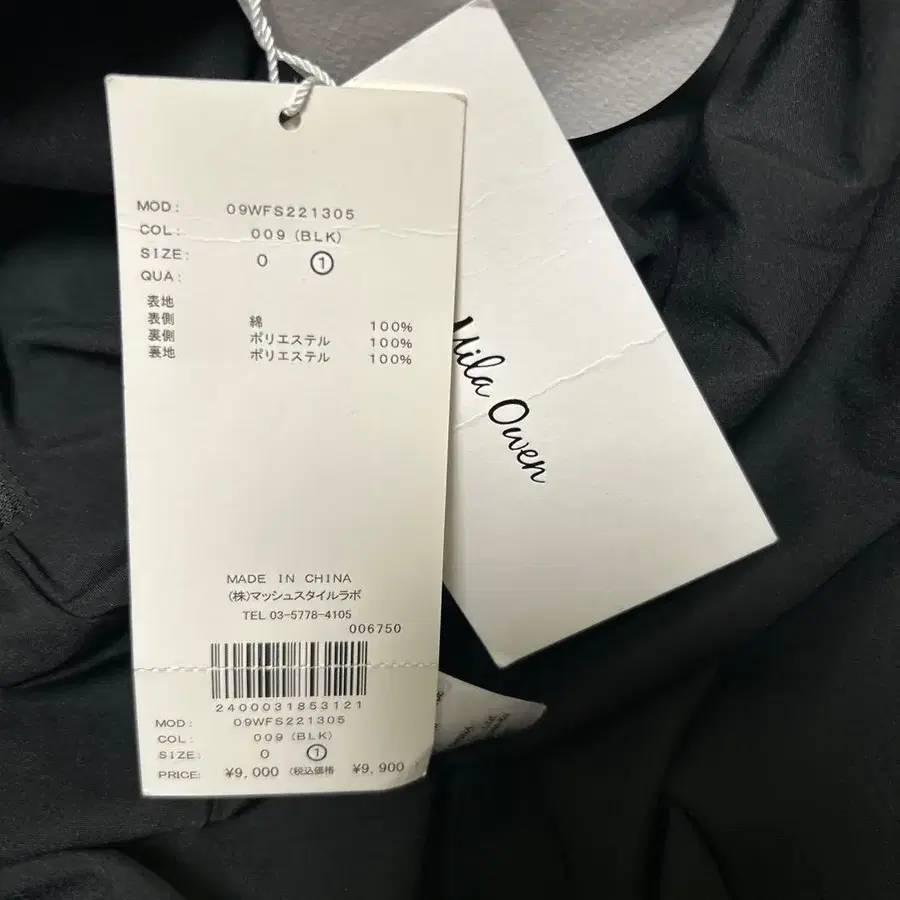 MOD: 09WFS221305
COL: 009 (BLK)
SIZE: 0 ①
QUA:
表地
表側 綿 100%
裏側 ポリエステル 100%
裏地 ポリエステル 100%
MADE IN CHINA
(株)マッシュスタイルラボ
TEL 03-5778-4105
006750
2400031853121
MOD: 09WFS221305
COL: 009 (BLK)
SIZE: 0 ①
PRICE: ¥9,000 (税込価格 ¥9,900 )
Mila Owen